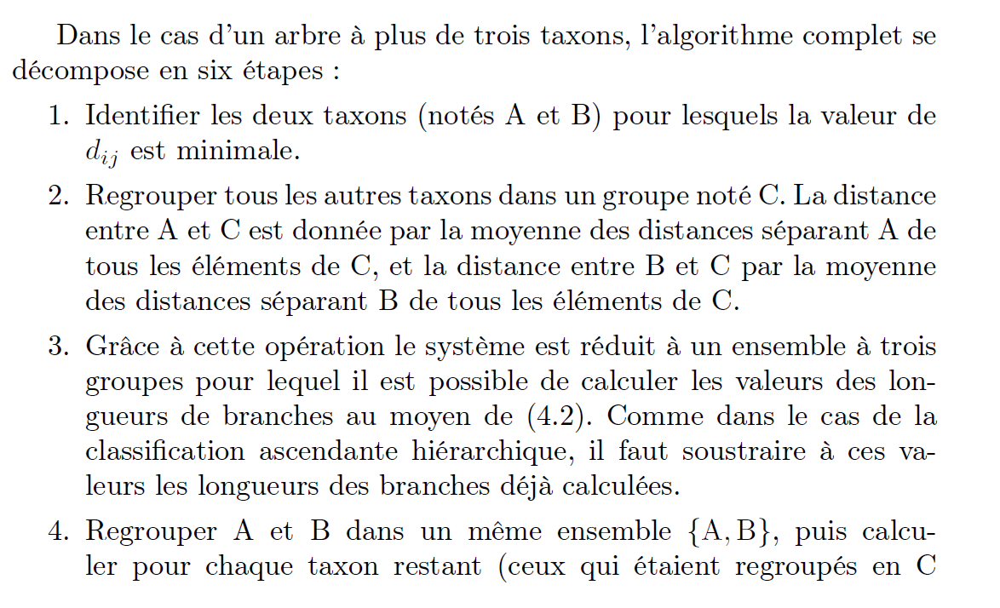 Dans le cas d'un arbre à plus de trois taxons, l'algorithme complet se
décompose en six étapes :
1. Identifier les deux taxons (notés A et B) pour lesquels la valeur de
d_{ij} est minimale.
2. Regrouper tous les autres taxons dans un groupe noté C. La distance
entre A et C est donnée par la moyenne des distances séparant A de
tous les éléments de C, et la distance entre B et C par la moyenne
des distances séparant B de tous les éléments de C.
3. Grâce à cette opération le système est réduit à un ensemble à trois
groupes pour lequel il est possible de calculer les valeurs des lon-
gueurs de branches au moyen de (4.2). Comme dans le cas de la
classification ascendante hiérarchique, il faut soustraire à ces va-
leurs les longueurs des branches déjà calculées.
4. Regrouper A et B dans un même ensemble {A, B}, puis calcu-
ler pour chaque taxon restant (ceux qui étaient regroupés en C